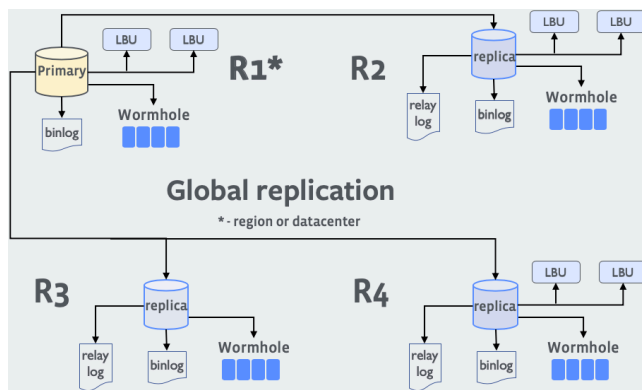 LBU
LBU
Primary
R1*
binlog
Wormhole
R2
LBU
LBU
replica
relay
log
binlog
Wormhole
Global replication
* - region or datacenter
R3
replica
relay
log
binlog
Wormhole
R4
LBU
LBU
replica
relay
log
binlog
Wormhole